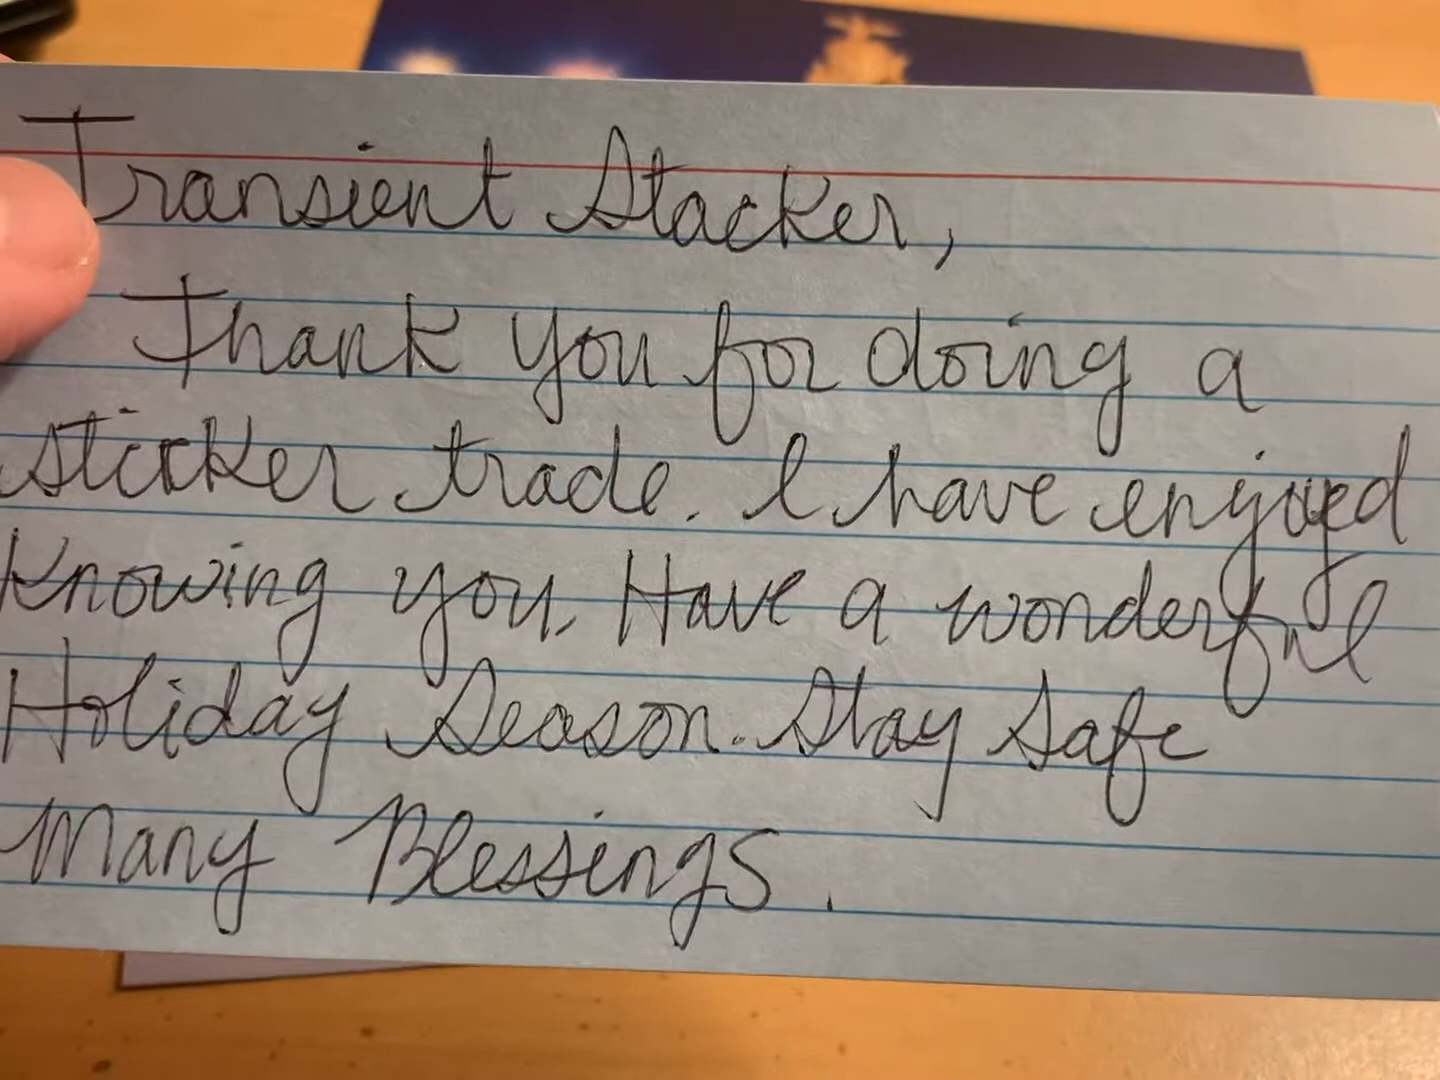 Transient Stacker,
Thank you for doing a
sticker trade. I have enjoyed
Knowing you. Have a wonderful
Holiday Season. Stay Safe
Many Blessings.